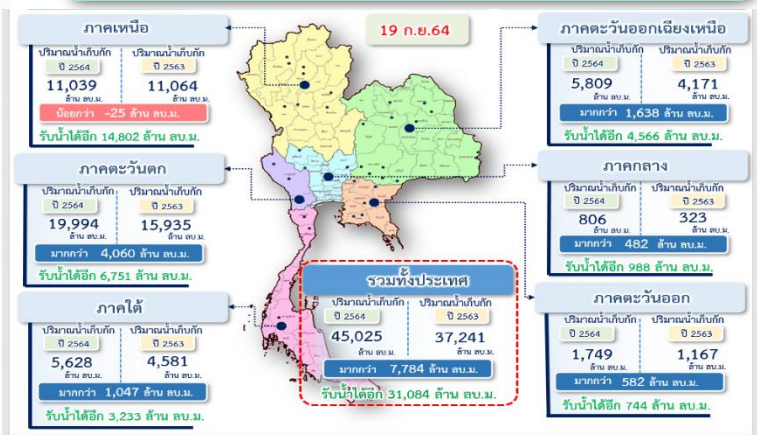 19 ก.ย.64
ภาคเหนือ
ปริมาณน้ำเก็บกัก ปริมาณน้ำเก็บกัก
ปี 2564 ปี 2563
11,039 11,064
ล้าน ลบ.ม. ล้าน ลบ.ม.
น้อยกว่า -25 ล้าน ลบ.ม.
รับน้ำได้อีก 14,802 ล้าน ลบ.ม.
ภาคตะวันออกเฉียงเหนือ
ปริมาณน้ำเก็บกัก ปริมาณน้ำเก็บกัก
ปี 2564 ปี 2563
5,809 4,171
ล้าน ลบ.ม. ล้าน ลบ.ม.
มากกว่า 1,638 ล้าน ลบ.ม.
รับน้ำได้อีก 4,566 ล้าน ลบ.ม.
ภาคตะวันตก
ปริมาณน้ำเก็บกัก ปริมาณน้ำเก็บกัก
ปี 2564 ปี 2563
19,994 15,935
ล้าน ลบ.ม. ล้าน ลบ.ม.
มากกว่า 4,060 ล้าน ลบ.ม.
รับน้ำได้อีก 6,751 ล้าน ลบ.ม.
ภาคกลาง
ปริมาณน้ำเก็บกัก ปริมาณน้ำเก็บกัก
ปี 2564 ปี 2563
806 323
ล้าน ลบ.ม. ล้าน ลบ.ม.
มากกว่า 482 ล้าน ลบ.ม.
รับน้ำได้อีก 988 ล้าน ลบ.ม.
ภาคใต้
ปริมาณน้ำเก็บกัก ปริมาณน้ำเก็บกัก
ปี 2564 ปี 2563
5,628 4,581
ล้าน ลบ.ม. ล้าน ลบ.ม.
มากกว่า 1,047 ล้าน ลบ.ม.
รับน้ำได้อีก 3,233 ล้าน ลบ.ม.
รวมทั้งประเทศ
ปริมาณน้ำเก็บกัก ปริมาณน้ำเก็บกัก
ปี 2564 ปี 2563
45,025 37,241
ล้าน ลบ.ม. ล้าน ลบ.ม.
มากกว่า 7,784 ล้าน ลบ.ม.
รับน้ำได้อีก 31,084 ล้าน ลบ.ม.
ภาคตะวันออก
ปริมาณน้ำเก็บกัก ปริมาณน้ำเก็บกัก
ปี 2564 ปี 2563
1,749 1,167
ล้าน ลบ.ม. ล้าน ลบ.ม.
มากกว่า 582 ล้าน ลบ.ม.
รับน้ำได้อีก 744 ล้าน ลบ.ม.